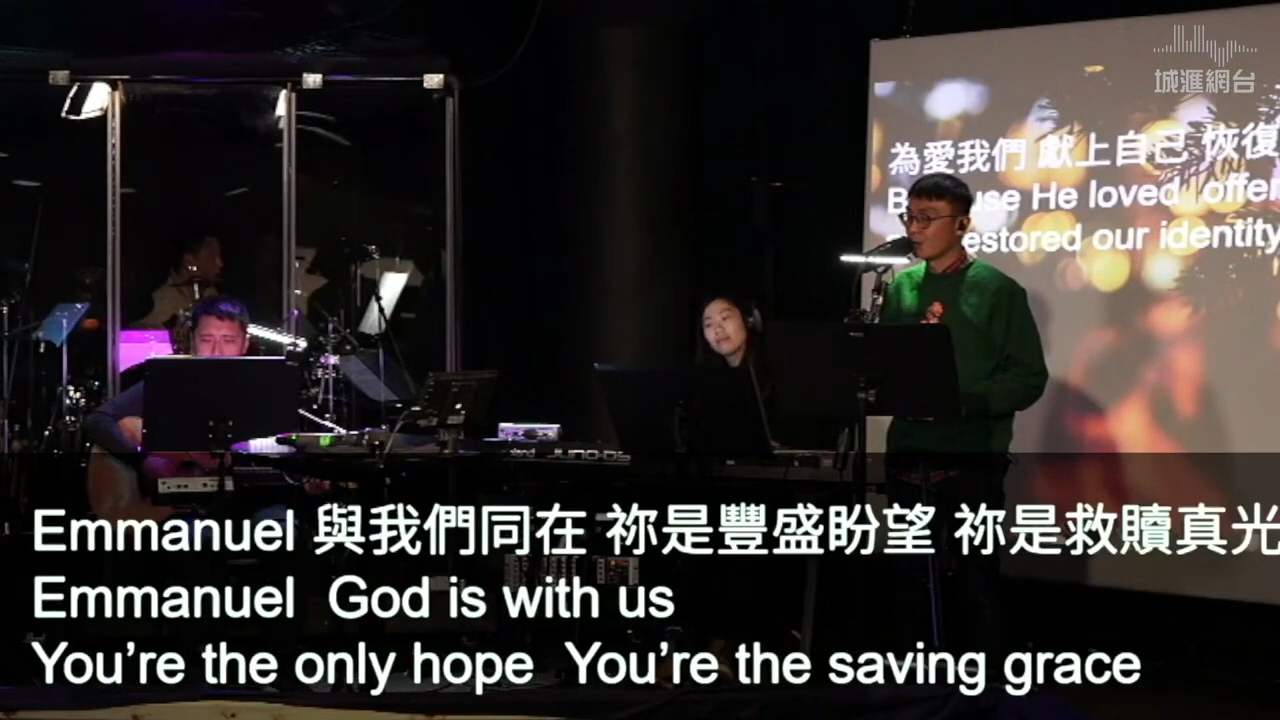 城滙網台
為愛我們 獻上自己 恢復
He loved offer
estored our identity
Emmanuel 與我們同在 祢是豐盛盼望 祢是救贖真光
Emmanuel God is with us
You're the only hope You're the saving grace